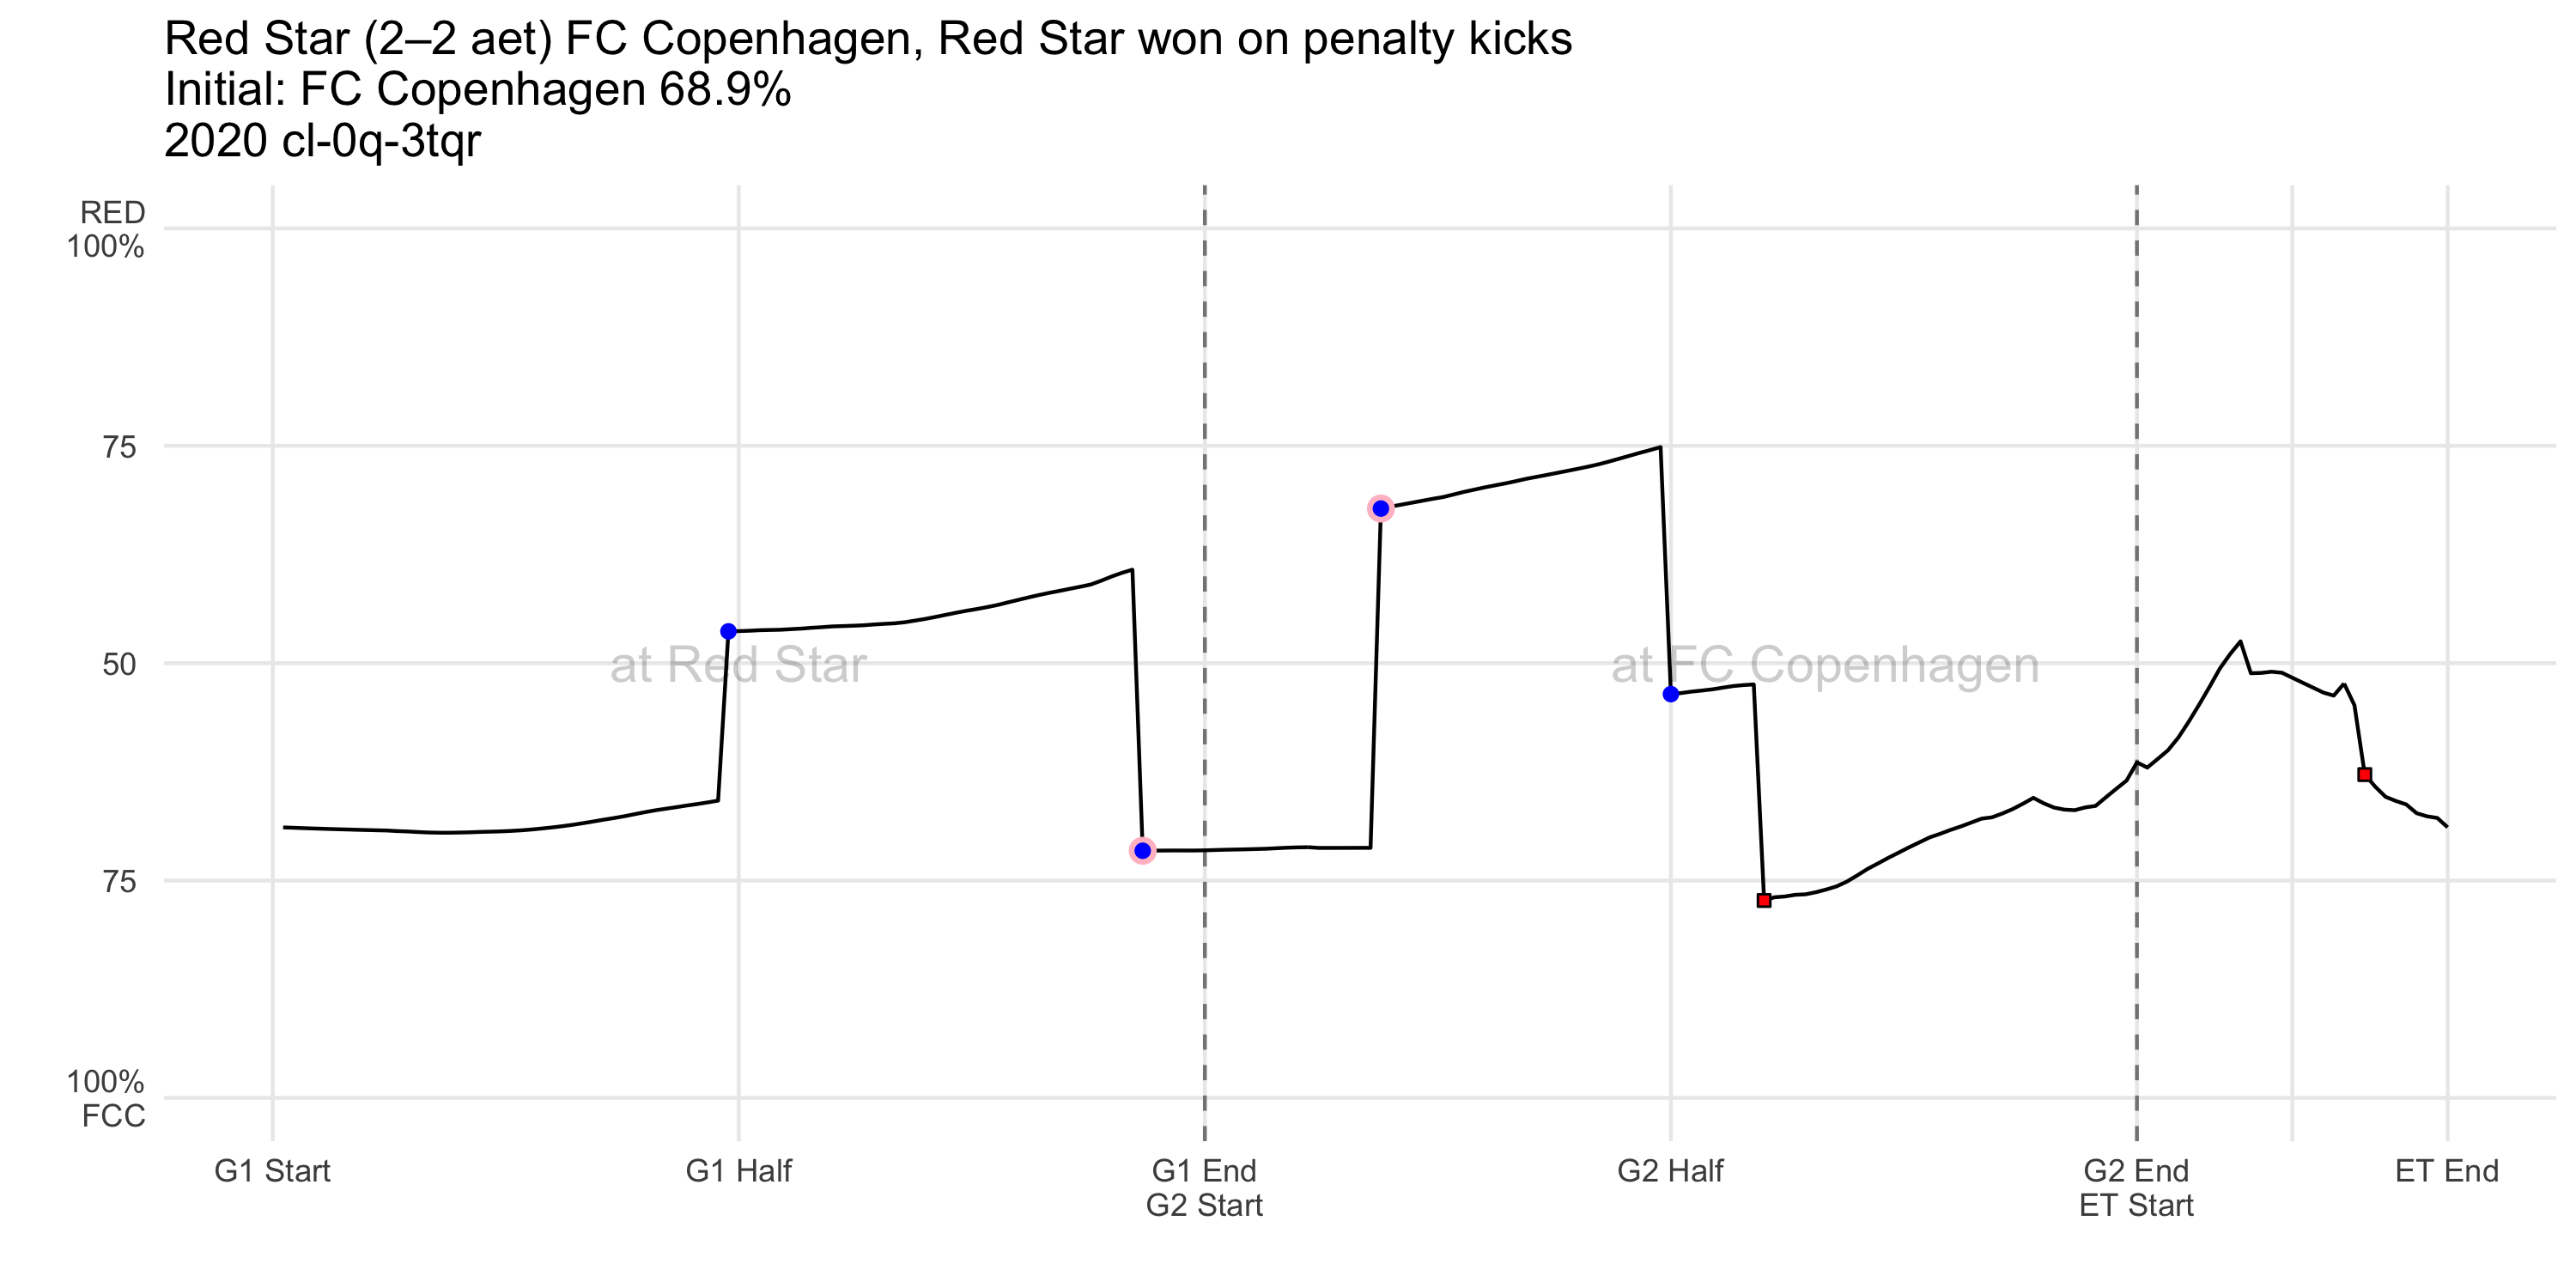 Red Star (2–2 aet) FC Copenhagen, Red Star won on penalty kicks
Initial: FC Copenhagen 68.9%
2020 cl-0q-3tqr
RED
100%
75
50
75
100%
FCC
at Red Star
at FC Copenhagen
G1 Start
G1 Half
G1 End
G2 Start
G2 Half
G2 End
ET Start
ET End